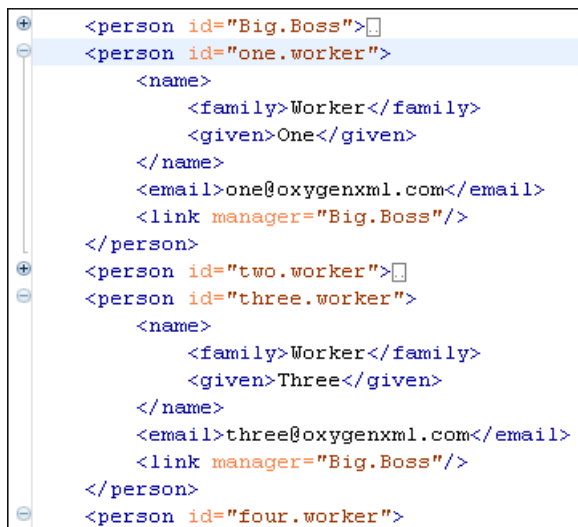 <person id="Big.Boss">..
<person id="one.worker">
<name>
<family>Worker</family>
<given>One</given>
</name>
<email>one@oxygenxml.com</email>
<link manager="Big.Boss"/>
</person>
<person id="two.worker">..
<person id="three.worker">
<name>
<family>Worker</family>
<given>Three</given>
</name>
<email>three@oxygenxml.com</email>
<link manager="Big.Boss"/>
</person>
<person id="four.worker">